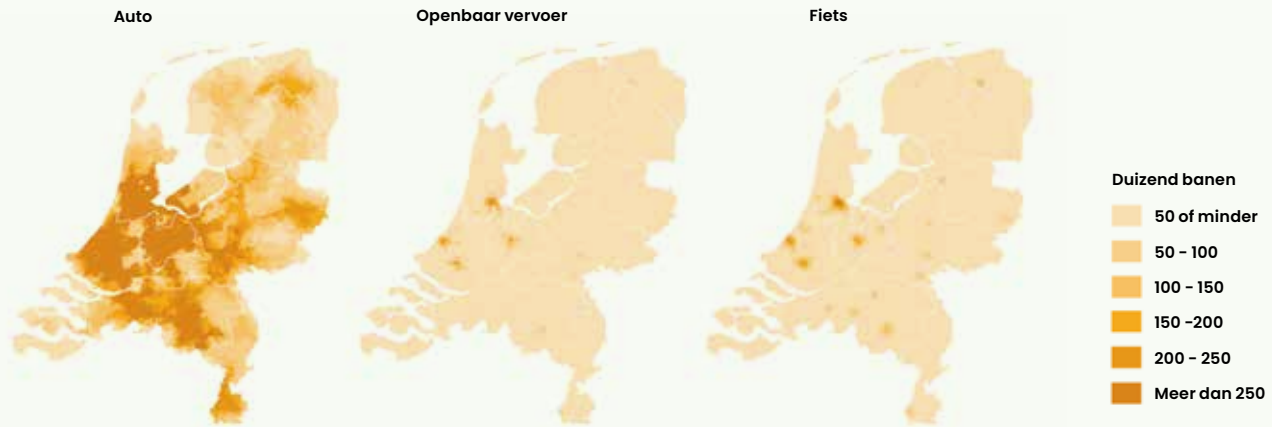 Auto
Openbaar vervoer
Fiets
Duizend banen
50 of minder
50 - 100
100 - 150
150 -200
200 - 250
Meer dan 250